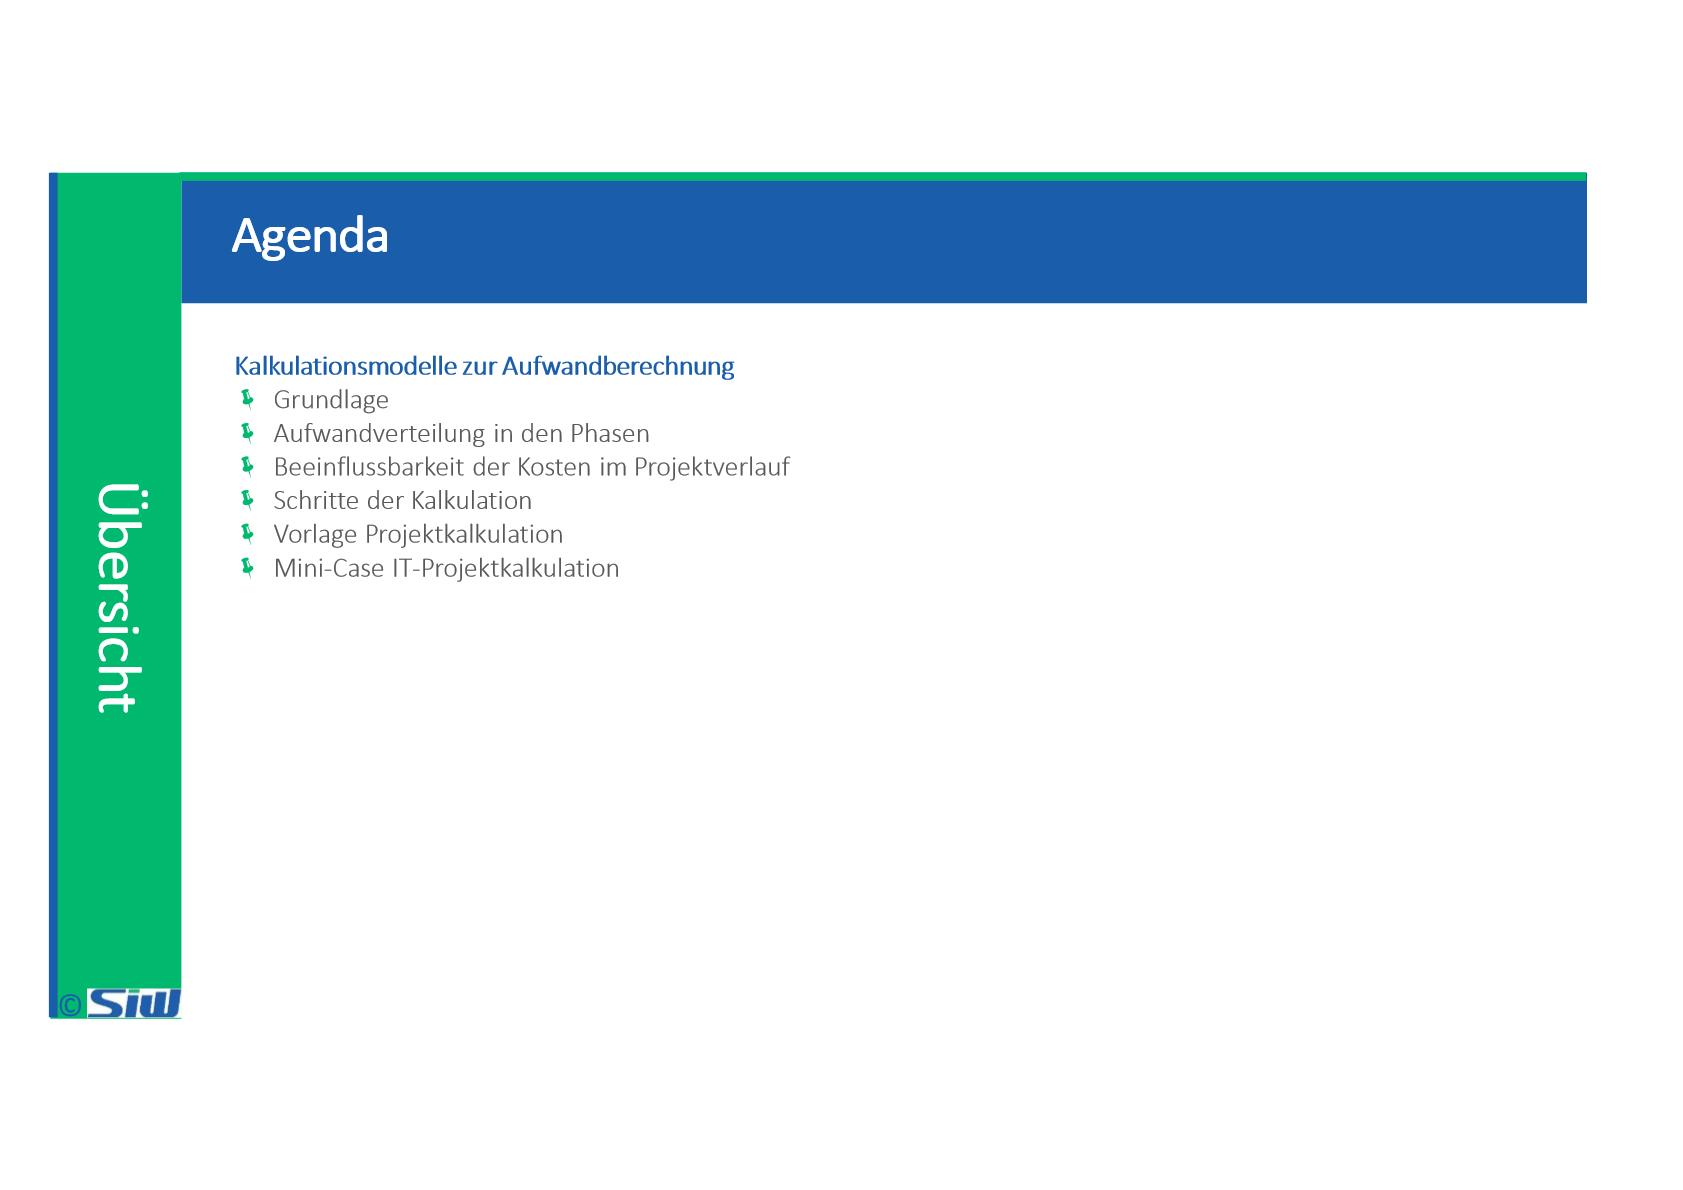 Agenda
Kalkulationsmodelle zur Aufwandberechnung
Grundlage
Aufwandverteilung in den Phasen
Beeinflussbarkeit der Kosten im Projektverlauf
Schritte der Kalkulation
Vorlage Projektkalkulation
Mini-Case IT-Projektkalkulation
Übersicht
© SIW